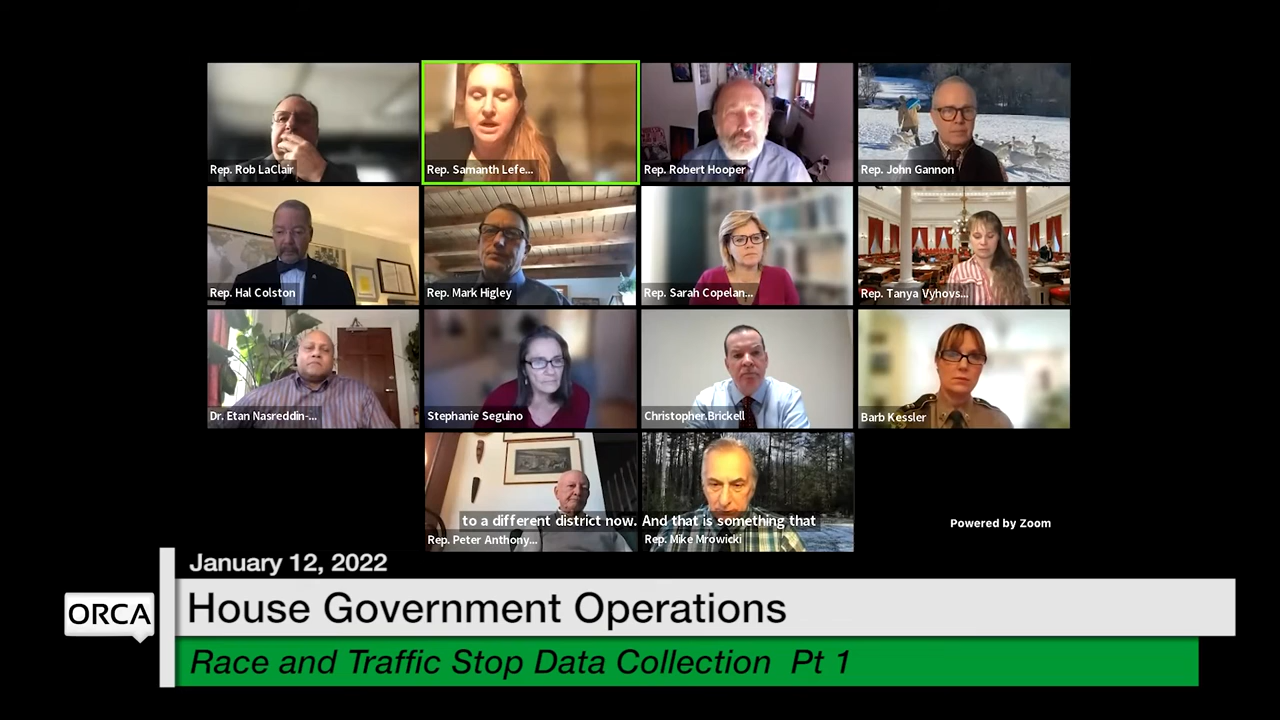 Rep. Rob LaClair
Rep. Samanth Lefe...
Rep. Robert Hooper
Rep. John Gannon
Rep. Hal Colston
Rep. Mark Higley
Rep. Sarah Copelan...
Rep. Tanya Vyhovs...
Dr. Etan Nasreddin-...
Stephanie Seguino
Christopher.Brickell
Barb Kessler
to a different district now. And that is something that
Rep. Peter Anthony...
Rep. Mike Mrowicki
Powered by Zoom
January 12, 2022
ORCA
House Government Operations
Race and Traffic Stop Data Collection Pt 1